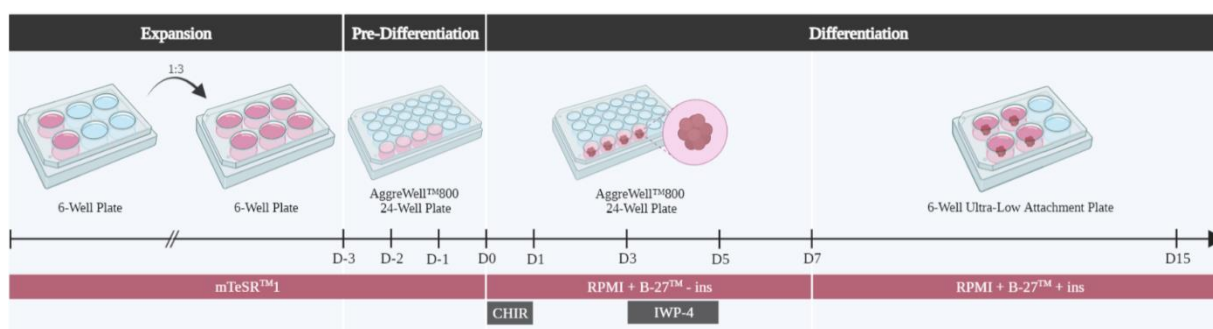 Expansion
Pre-Differentiation
Differentiation
1:3
6-Well Plate
6-Well Plate
AggreWell™800
24-Well Plate
AggreWell™800
24-Well Plate
6-Well Ultra-Low Attachment Plate
D-3
D-2
D-1
D0
D1
D3
D5
D7
D15
mTeSR™1
RPMI + B-27™ - ins
RPMI + B-27™ + ins
CHIR
IWP-4